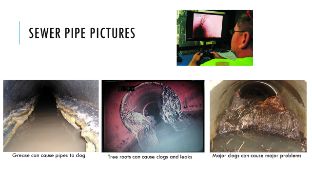 SEWER PIPE PICTURES
Grease can cause pipes to clog
Tree roots can cause clogs and leaks
Major clogs can cause major problems